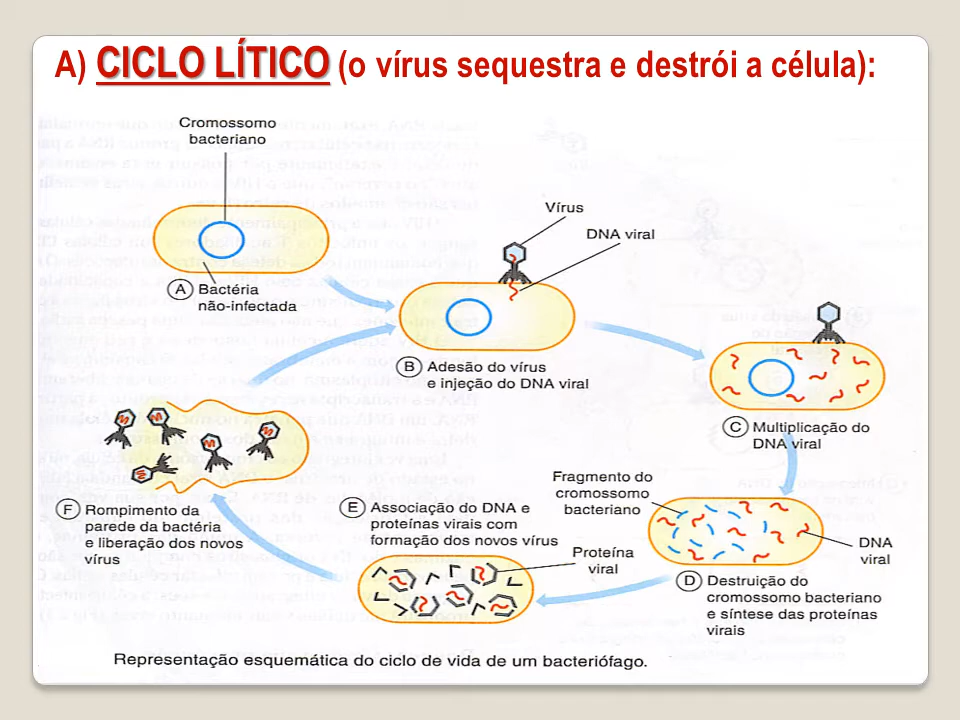 A) CICLO LÍTICO (o vírus sequestra e destrói a célula):
Cromossomo
bacteriano
Vírus
DNA viral
A Bactéria
não-infectada
B Adesão do vírus
e injeção do DNA viral
C Multiplicação do
DNA viral
Fragmento do
cromossomo
bacteriano
DNA
viral
D Destruição do
cromossomo bacteriano
e síntese das proteínas
virais
E Associação do DNA e
proteínas virais com
formação dos novos vírus
Proteína
viral
F Rompimento da
parede da bactéria
e liberação dos novos
vírus
Representação esquemática do ciclo de vida de um bacteriófago.